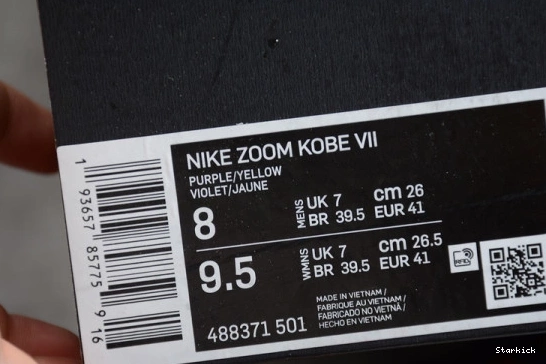 NIKE ZOOM KOBE VII
PURPLE/YELLOW
VIOLET/JAUNE
8
MENS
UK 7 cm 26
BR 39.5 EUR 41
9.5
WMNS
UK 7 cm 26.5
BR 39.5 EUR 41
488371 501
MADE IN VIETNAM /
FABRIQUE AU VIETNAM /
FABRICADO NO VIETNÃ /
HECHO EN VIETNAM
1 93657 85775 9 16
RFID
Starkick